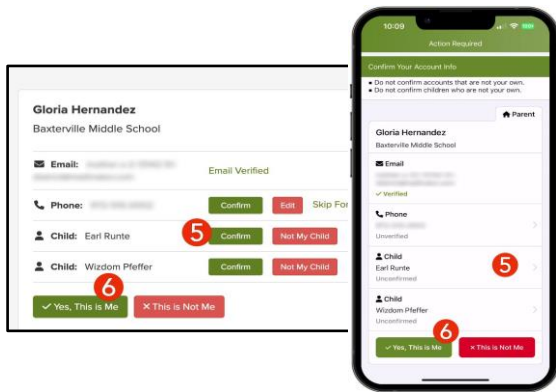 Gloria Hernandez
Baxterville Middle School
Email:
Email Verified
Phone:
Confirm Edit Skip For
Child: Earl Runte
5 Confirm Not My Child
Child: Wizdom Pfeffer
Confirm Not My Child
6
✓ Yes, This is Me × This is Not Me
10:09
Action Required
Confirm Your Account Info
• Do not confirm accounts that are not your own.
• Do not confirm children who are not your own.
Parent
Gloria Hernandez
Baxterville Middle School
Email
✓ Verified
Phone
Unverified
Child
Earl Runte
5
Unconfirmed
Child
Wizdom Pfeffer
Unconfirmed
6
✓ Yes, This is Me × This is Not Me